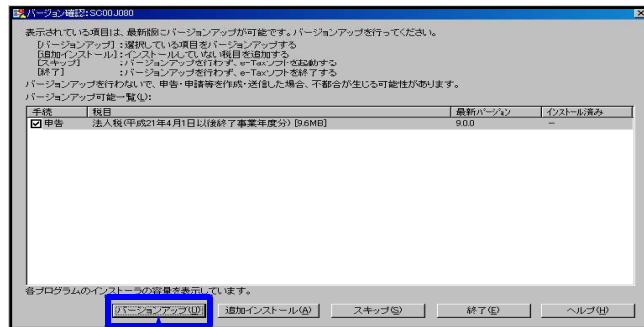 バージョン確認:SC00J080
表示されている項目は、最新版にバージョンアップが可能です。バージョンアップを行ってください。
[バージョンアップ]:選択している項目をバージョンアップする
[追加インストール]:インストールしていない税目を追加する
[スキップ] :バージョンアップを行わず、e-Taxソフトを起動する
[終了] :バージョンアップを行わず、e-Taxソフトを終了する
バージョンアップを行わないで、申告・申請等を作成・送信した場合、不都合が生じる可能性があります。
バージョンアップ可能一覧(L):
手続 税目 最新バージョン インストール済み
申告 法人税(平成21年4月1日以後終了事業年度分) [9.6MB] 9.0.0 -
各プログラムのインストーラの容量を表示しています。
バージョンアップ(U) 追加インストール(A) スキップ(S) 終了(E) ヘルプ(H)